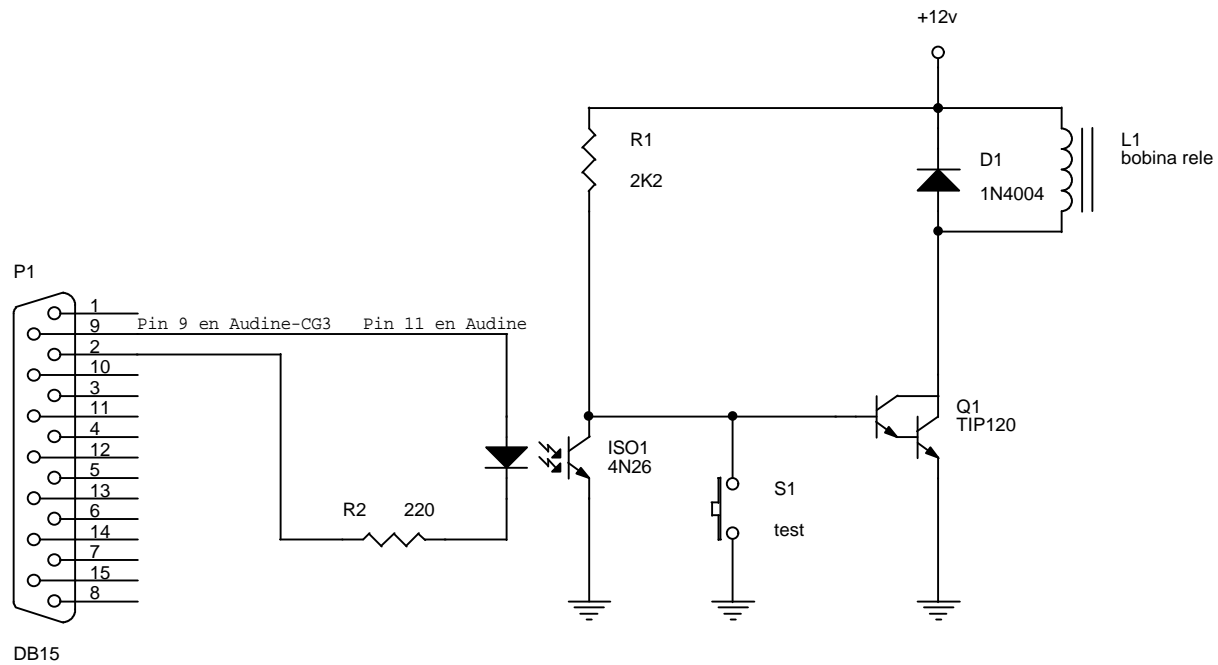 +12v
R1
2K2
D1
1N4004
L1
bobina rele
P1
1
9
Pin 9 en Audine-CG3 Pin 11 en Audine
2
10
3
11
4
12
5
13
6
14
7
15
8
DB15
R2 220
ISO1
4N26
S1
test
Q1
TIP120